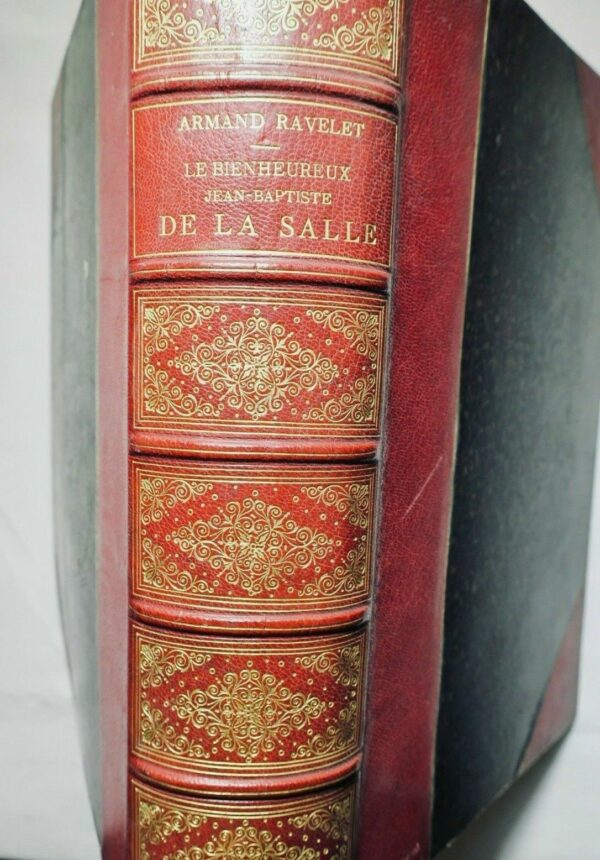 ARMAND RAVELET
LE BIENHEUREUX
JEAN-BAPTISTE
DE LA SALLE